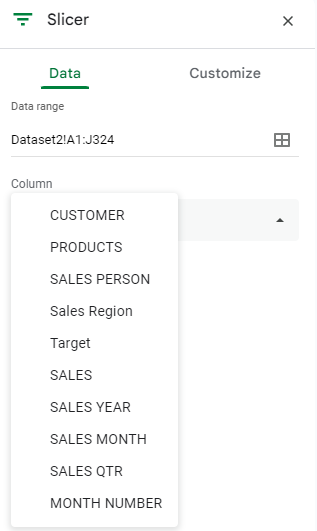 Slicer
Data Customize
Data range
Dataset2!A1:J324
Column
CUSTOMER
PRODUCTS
SALES PERSON
Sales Region
Target
SALES
SALES YEAR
SALES MONTH
SALES QTR
MONTH NUMBER